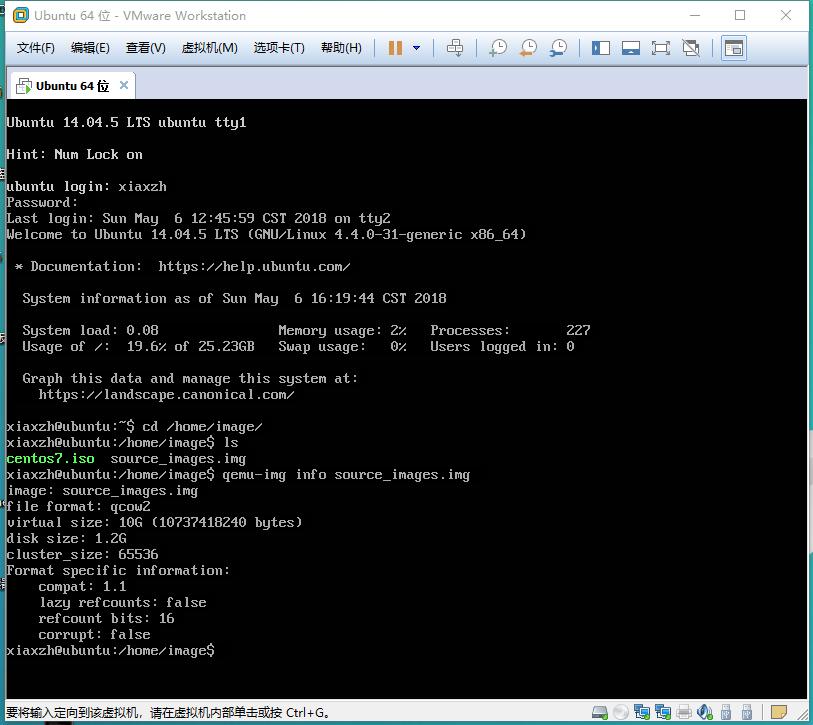 Ubuntu 64 位 - VMware Workstation
文件(F) 编辑(E) 查看(V) 虚拟机(M) 选项卡(T) 帮助(H)
Ubuntu 64 位
Ubuntu 14.04.5 LTS ubuntu tty1
Hint: Num Lock on
ubuntu login: xiaxzh
Password:
Last login: Sun May  6 12:45:59 CST 2018 on tty2
Welcome to Ubuntu 14.04.5 LTS (GNU/Linux 4.4.0-31-generic x86_64)
 * Documentation:  https://help.ubuntu.com/
  System information as of Sun May  6 16:19:44 CST 2018
  System load: 0.08               Memory usage: 2%   Processes:       227
  Usage of /:  19.6% of 25.23GB   Swap usage:   0%   Users logged in: 0
  Graph this data and manage this system at:
    https://landscape.canonical.com/
xiaxzh@ubuntu:~$ cd /home/image/
xiaxzh@ubuntu:/home/image$ ls
centos7.iso  source_images.img
xiaxzh@ubuntu:/home/image$ qemu-img info source_images.img
image: source_images.img
file format: qcow2
virtual size: 10G (10737418240 bytes)
disk size: 1.2G
cluster_size: 65536
Format specific information:
    compat: 1.1
    lazy refcounts: false
    refcount bits: 16
    corrupt: false
xiaxzh@ubuntu:/home/image$
要将输入定向到该虚拟机，请在虚拟机内部单击或按 Ctrl+G。